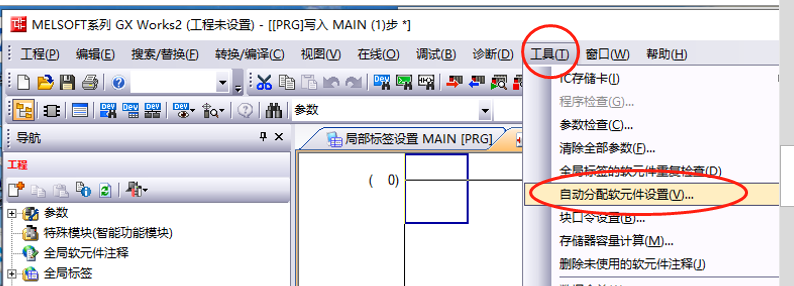 MELSOFT系列 GX Works2 (工程未设置) - [[PRG]写入 MAIN (1)步 *]
工程(P) 编辑(E) 搜索/替换(F) 转换/编译(C) 视图(V) 在线(O) 调试(B) 诊断(D) 工具(T) 窗口(W) 帮助(H)
参数
导航
工程
参数
特殊模块(智能功能模块)
全局软元件注释
全局标签
局部标签设置 MAIN [PRG]
( 0)
IC存储卡(I)
程序检查(G)...
参数检查(C)...
清除全部参数(F)...
全局标签的软元件重复检查(D)
自动分配软元件设置(V)...
块口令设置(B)...
存储器容量计算(M)...
删除未使用的软元件注释(J)